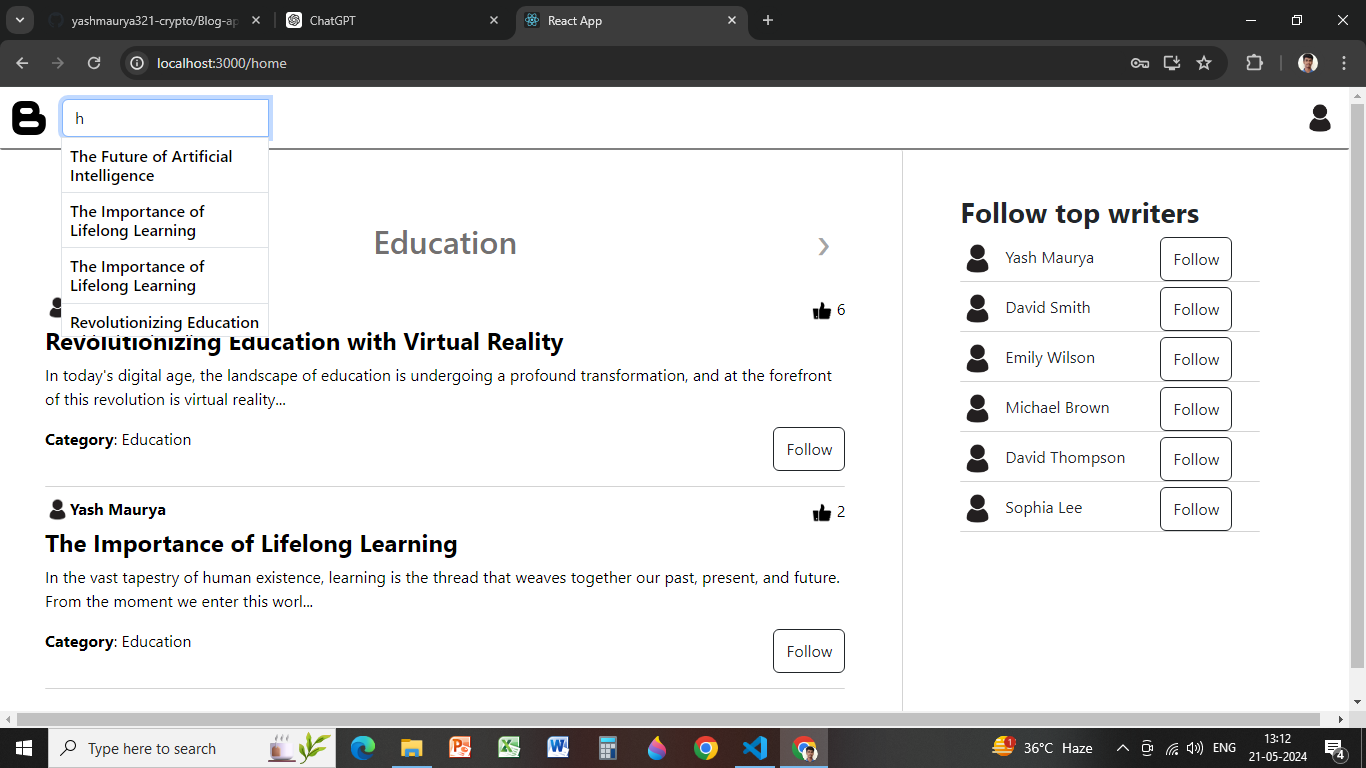 yashmaurya321-crypto/Blog-ap
ChatGPT
React App
localhost:3000/home
h
The Future of Artificial
Intelligence
The Importance of
Lifelong Learning
The Importance of
Lifelong Learning
Revolutionizing Education
Education
6
Revolutionizing Education with Virtual Reality
In today's digital age, the landscape of education is undergoing a profound transformation, and at the forefront
of this revolution is virtual reality...
Category: Education
Follow
Yash Maurya
2
The Importance of Lifelong Learning
In the vast tapestry of human existence, learning is the thread that weaves together our past, present, and future.
From the moment we enter this worl...
Category: Education
Follow
Follow top writers
Yash Maurya Follow
David Smith Follow
Emily Wilson Follow
Michael Brown Follow
David Thompson Follow
Sophia Lee Follow
Type here to search
1
36°C Haze
ENG
13:12
21-05-2024
4